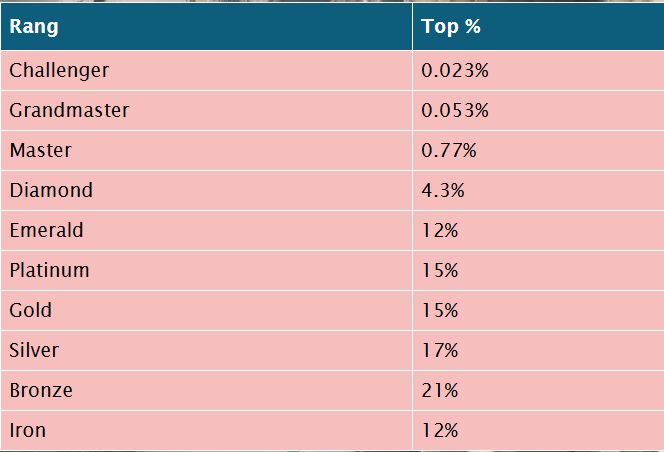 Rang Top %
Challenger 0.023%
Grandmaster 0.053%
Master 0.77%
Diamond 4.3%
Emerald 12%
Platinum 15%
Gold 15%
Silver 17%
Bronze 21%
Iron 12%